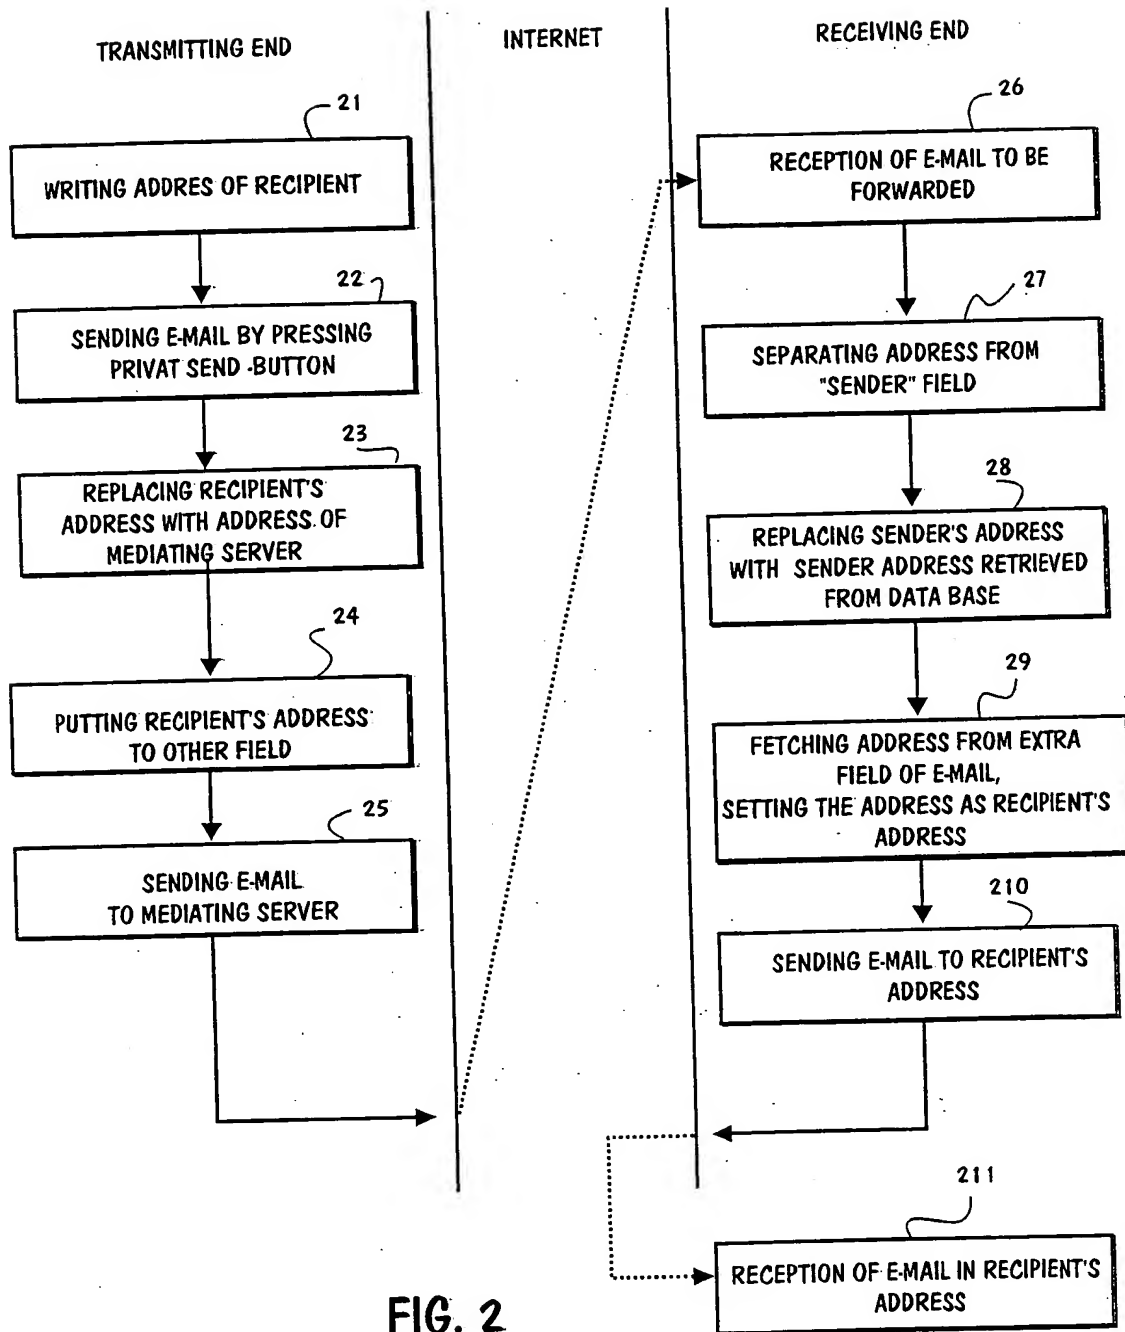 TRANSMITTING END
INTERNET
RECEIVING END
21
WRITING ADDRES OF RECIPIENT
22
SENDING E-MAIL BY PRESSING
PRIVAT SEND -BUTTON
23
REPLACING RECIPIENT'S
ADDRESS WITH ADDRESS OF
MEDIATING SERVER
24
PUTTING RECIPIENT'S ADDRESS
TO OTHER FIELD
25
SENDING E-MAIL
TO MEDIATING SERVER
26
RECEPTION OF E-MAIL TO BE
FORWARDED
27
SEPARATING ADDRESS FROM
"SENDER" FIELD
28
REPLACING SENDER'S ADDRESS
WITH SENDER ADDRESS RETRIEVED
FROM DATA BASE
29
FETCHING ADDRESS FROM EXTRA
FIELD OF E-MAIL,
SETTING THE ADDRESS AS RECIPIENT'S
ADDRESS
210
SENDING E-MAIL TO RECIPIENT'S
ADDRESS
211
RECEPTION OF E-MAIL IN RECIPIENT'S
ADDRESS
FIG. 2